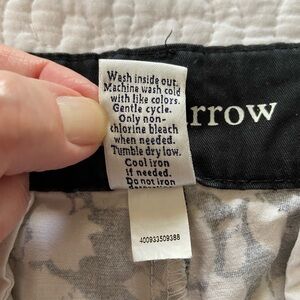 Wash inside out.
Machine wash cold
with like colors.
Gentle cycle.
Only non-
chlorine bleach
when needed.
Tumble dry low.
Cool iron
if needed.
Do not iron
rrow
400933509388